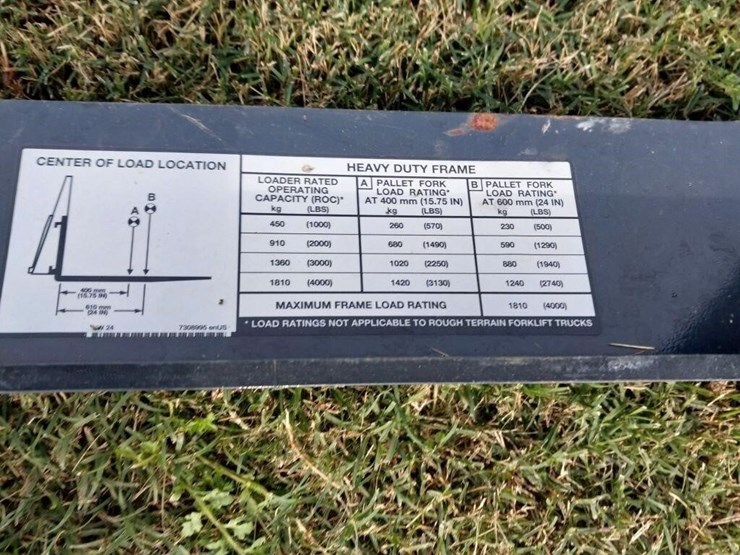 CENTER OF LOAD LOCATION
A
B
400 mm
(15.75 IN)
610 mm
(24 IN)
2
24
7308995 enUS
HEAVY DUTY FRAME
LOADER RATED
OPERATING
CAPACITY (ROC)*
kg (LBS)
A PALLET FORK
LOAD RATING*
AT 400 mm (15.75 IN)
kg (LBS)
B PALLET FORK
LOAD RATING*
AT 600 mm (24 IN)
kg (LBS)
450 (1000) 260 (570) 230 (500)
910 (2000) 680 (1490) 590 (1290)
1360 (3000) 1020 (2250) 880 (1940)
1810 (4000) 1420 (3130) 1240 (2740)
MAXIMUM FRAME LOAD RATING 1810 (4000)
* LOAD RATINGS NOT APPLICABLE TO ROUGH TERRAIN FORKLIFT TRUCKS